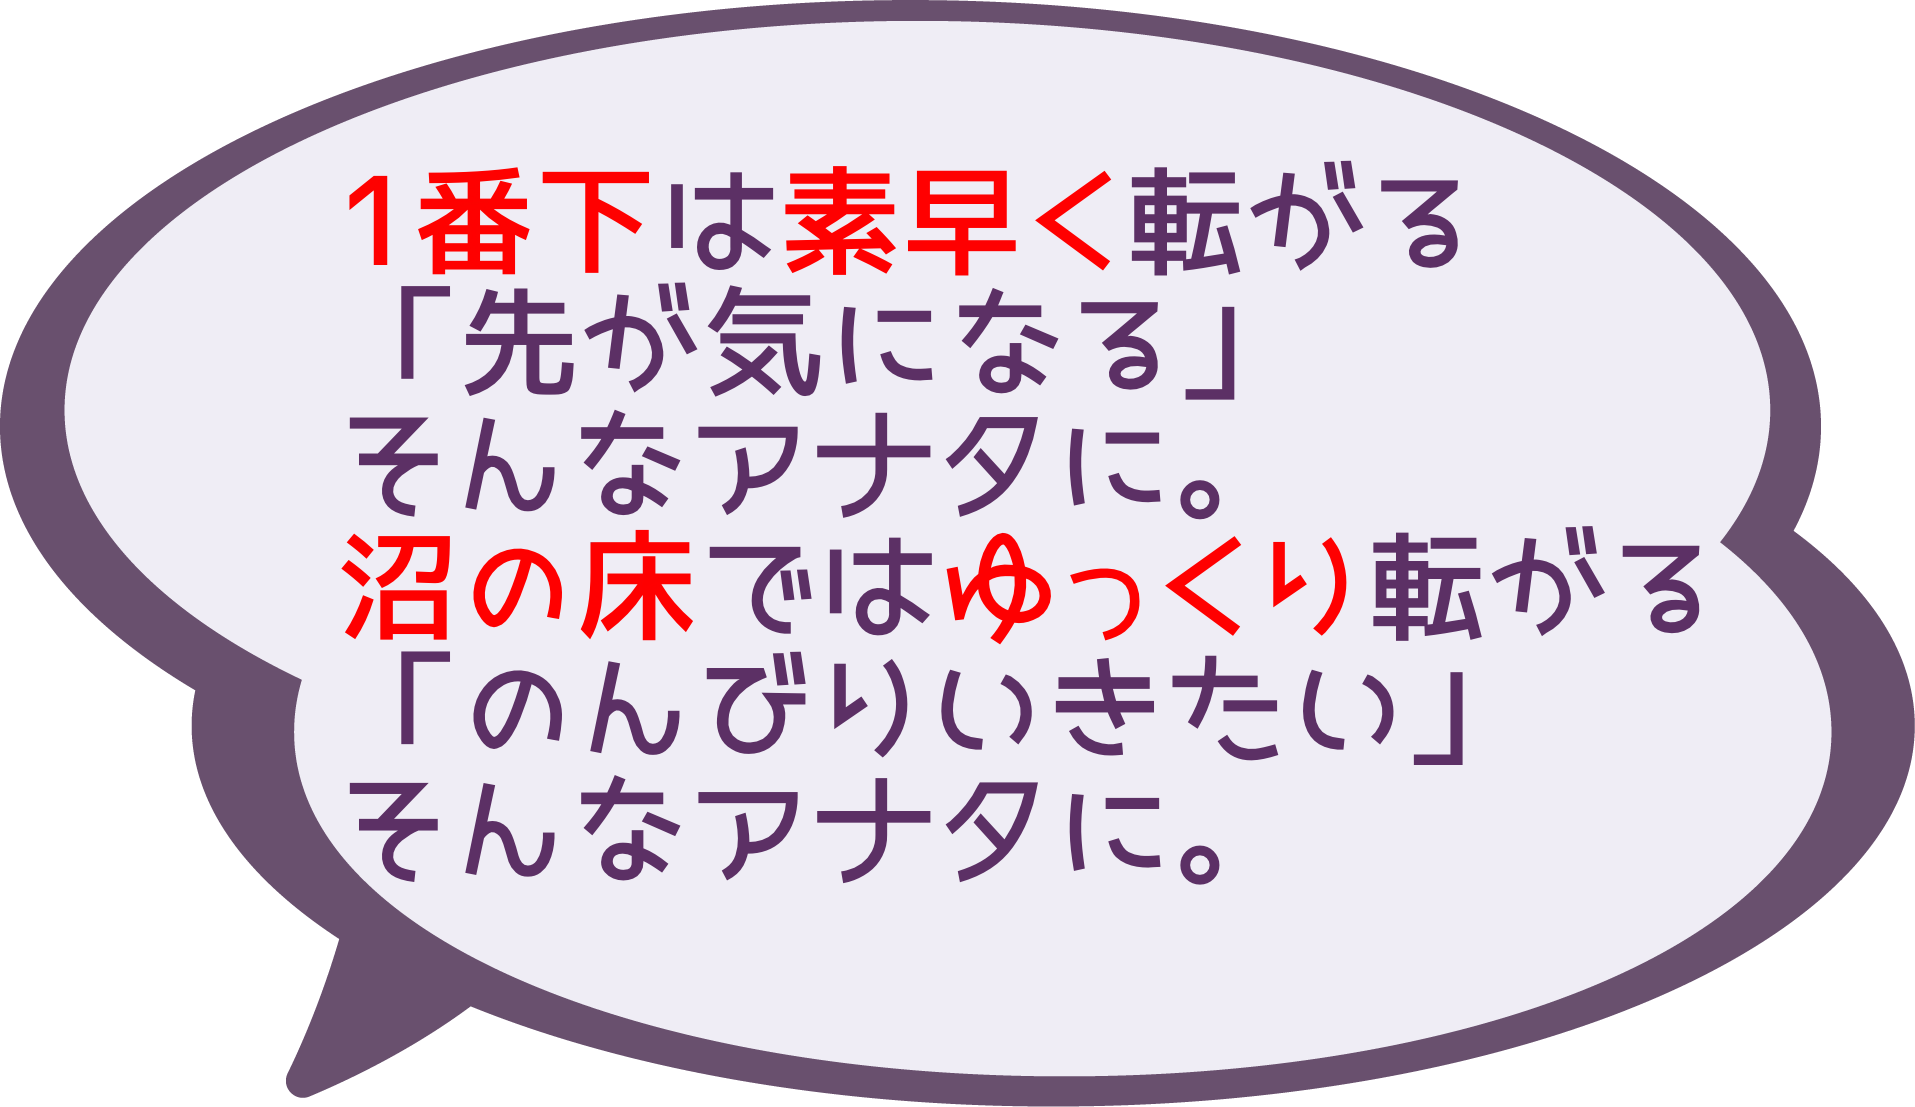 1番下は素早く転がる
「先が気になる」
そんなアナタに。
沼の床ではゆっくり転がる
「のんびりいきたい」
そんなアナタに。